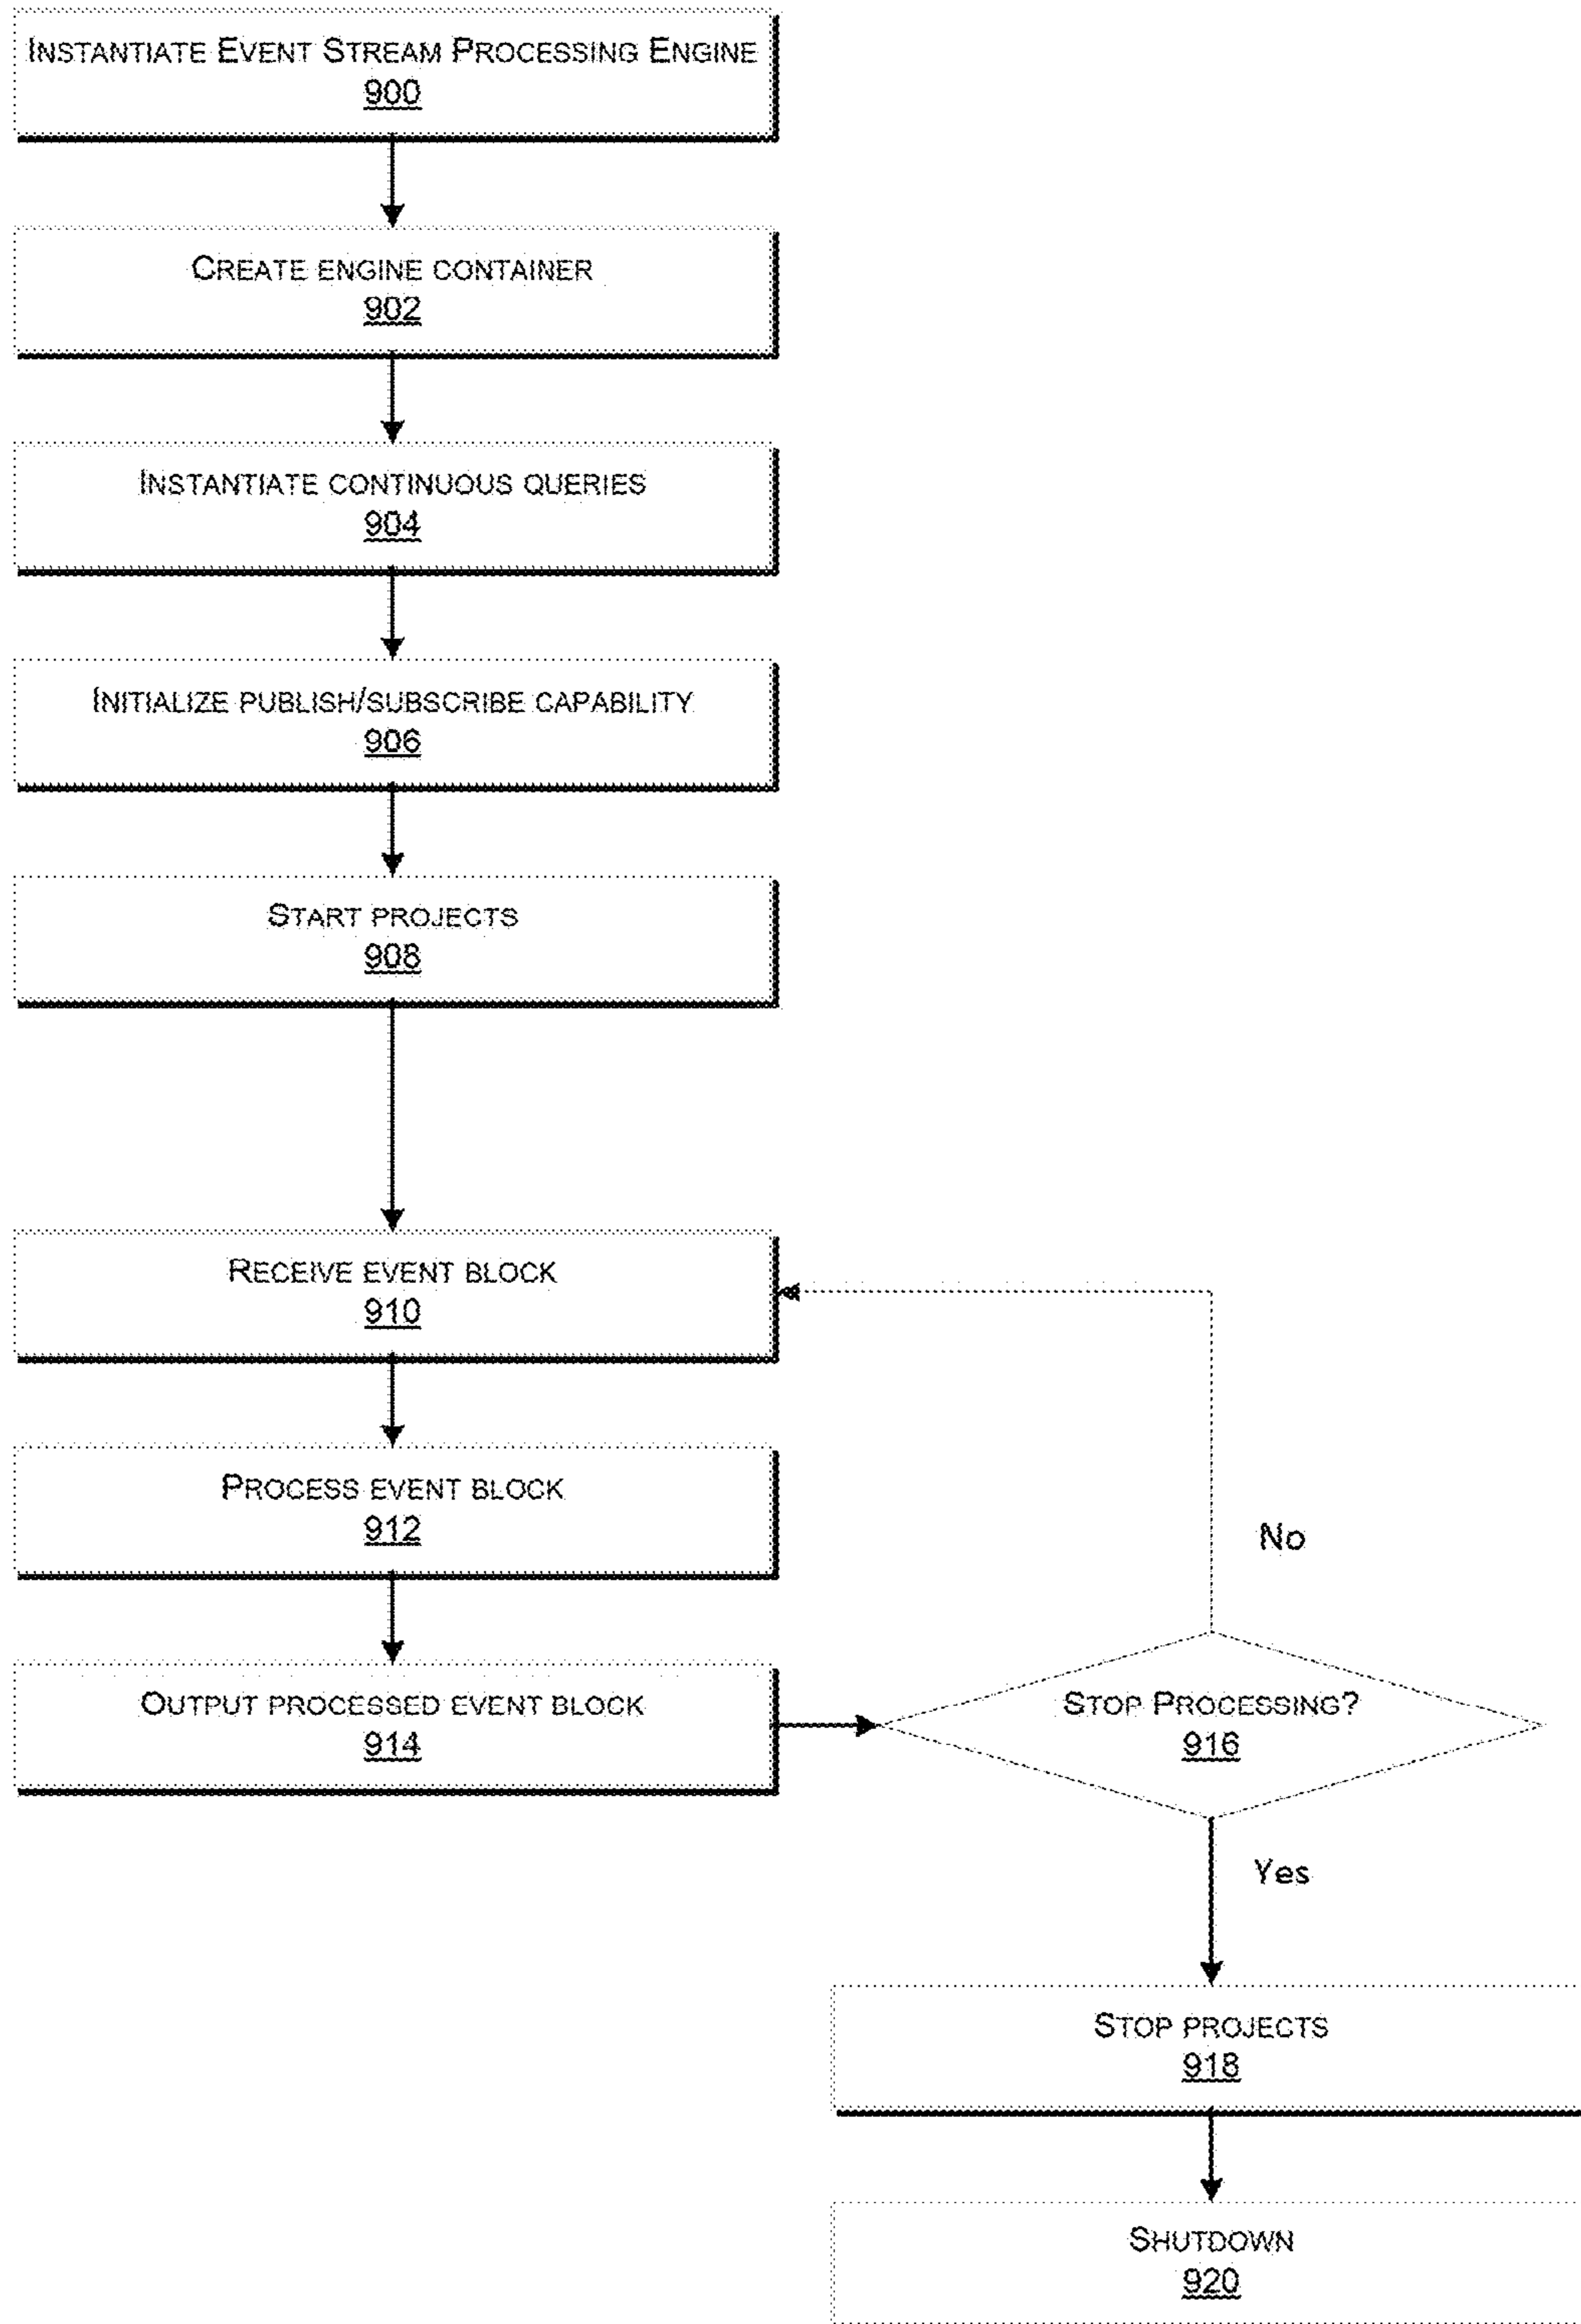 INSTANTIATE EVENT STREAM PROCESSING ENGINE
900
CREATE ENGINE CONTAINER
902
INSTANTIATE CONTINUOUS QUERIES
904
INITIALIZE PUBLISH/SUBSCRIBE CAPABILITY
906
START PROJECTS
908
RECEIVE EVENT BLOCK
910
PROCESS EVENT BLOCK
912
No
OUTPUT PROCESSED EVENT BLOCK
914
STOP PROCESSING?
916
Yes
STOP PROJECTS
918
SHUTDOWN
920